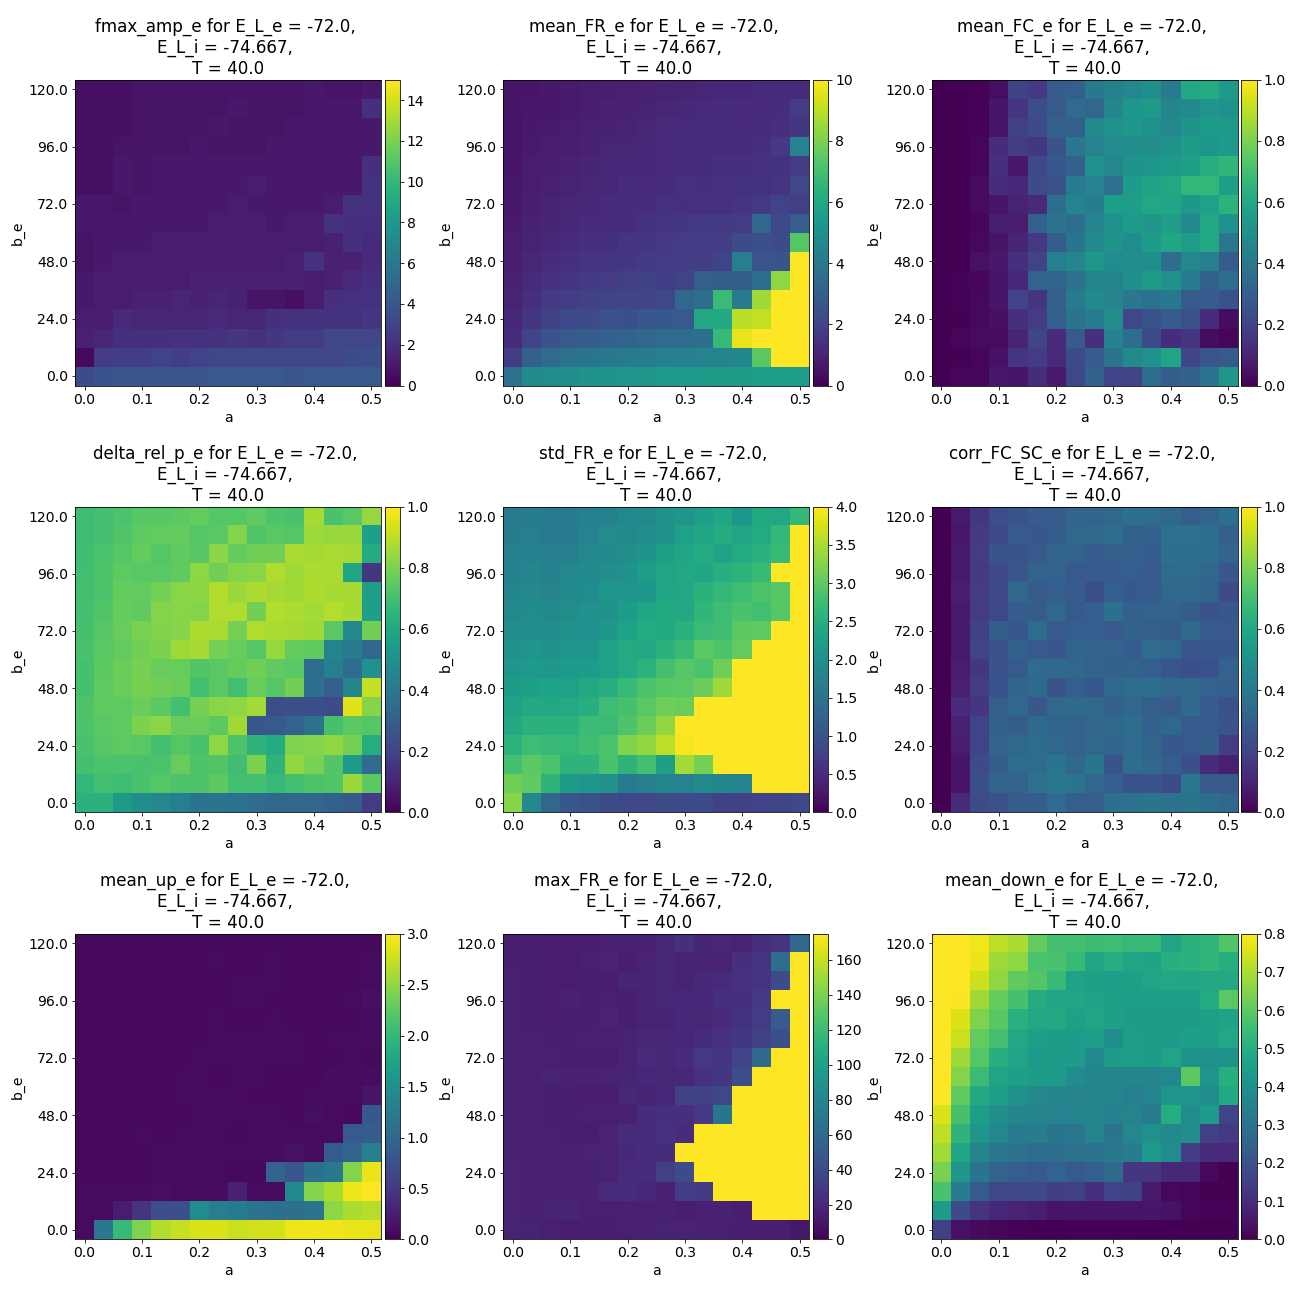 fmax_amp_e for E_L_e = -72.0,
E_L_i = -74.667,
T = 40.0
120.0
96.0
72.0
48.0
24.0
0.0
b_e
0.0 0.1 0.2 0.3 0.4 0.5
a
14
12
10
8
6
4
2
0
mean_FR_e for E_L_e = -72.0,
E_L_i = -74.667,
T = 40.0
120.0
96.0
72.0
48.0
24.0
0.0
b_e
0.0 0.1 0.2 0.3 0.4 0.5
a
10
8
6
4
2
0
mean_FC_e for E_L_e = -72.0,
E_L_i = -74.667,
T = 40.0
120.0
96.0
72.0
48.0
24.0
0.0
b_e
0.0 0.1 0.2 0.3 0.4 0.5
a
1.0
0.8
0.6
0.4
0.2
0.0
delta_rel_p_e for E_L_e = -72.0,
E_L_i = -74.667,
T = 40.0
120.0
96.0
72.0
48.0
24.0
0.0
b_e
0.0 0.1 0.2 0.3 0.4 0.5
a
1.0
0.8
0.6
0.4
0.2
0.0
std_FR_e for E_L_e = -72.0,
E_L_i = -74.667,
T = 40.0
120.0
96.0
72.0
48.0
24.0
0.0
b_e
0.0 0.1 0.2 0.3 0.4 0.5
a
4.0
3.5
3.0
2.5
2.0
1.5
1.0
0.5
0.0
corr_FC_SC_e for E_L_e = -72.0,
E_L_i = -74.667,
T = 40.0
120.0
96.0
72.0
48.0
24.0
0.0
b_e
0.0 0.1 0.2 0.3 0.4 0.5
a
1.0
0.8
0.6
0.4
0.2
0.0
mean_up_e for E_L_e = -72.0,
E_L_i = -74.667,
T = 40.0
120.0
96.0
72.0
48.0
24.0
0.0
b_e
0.0 0.1 0.2 0.3 0.4 0.5
a
3.0
2.5
2.0
1.5
1.0
0.5
0.0
max_FR_e for E_L_e = -72.0,
E_L_i = -74.667,
T = 40.0
120.0
96.0
72.0
48.0
24.0
0.0
b_e
0.0 0.1 0.2 0.3 0.4 0.5
a
160
140
120
100
80
60
40
20
0
mean_down_e for E_L_e = -72.0,
E_L_i = -74.667,
T = 40.0
120.0
96.0
72.0
48.0
24.0
0.0
b_e
0.0 0.1 0.2 0.3 0.4 0.5
a
0.8
0.7
0.6
0.5
0.4
0.3
0.2
0.1
0.0